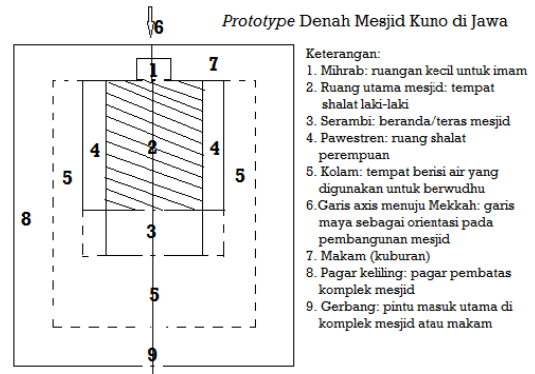 Prototype Denah Mesjid Kuno di Jawa
6
Keterangan:
1. Mihrab: ruangan kecil untuk imam
2. Ruang utama mesjid: tempat
shalat laki-laki
3. Serambi: beranda/teras mesjid
4. Pawestren: ruang shalat
perempuan
5. Kolam: tempat berisi air yang
digunakan untuk berwudhu
6.Garis axis menuju Mekkah: garis
maya sebagai orientasi pada
pembangunan mesjid
7. Makam (kuburan)
8. Pagar keliling: pagar pembatas
komplek mesjid
9. Gerbang: pintu masuk utama di
komplek mesjid atau makam
1
7
4
2
4
5
5
8
3
5
9